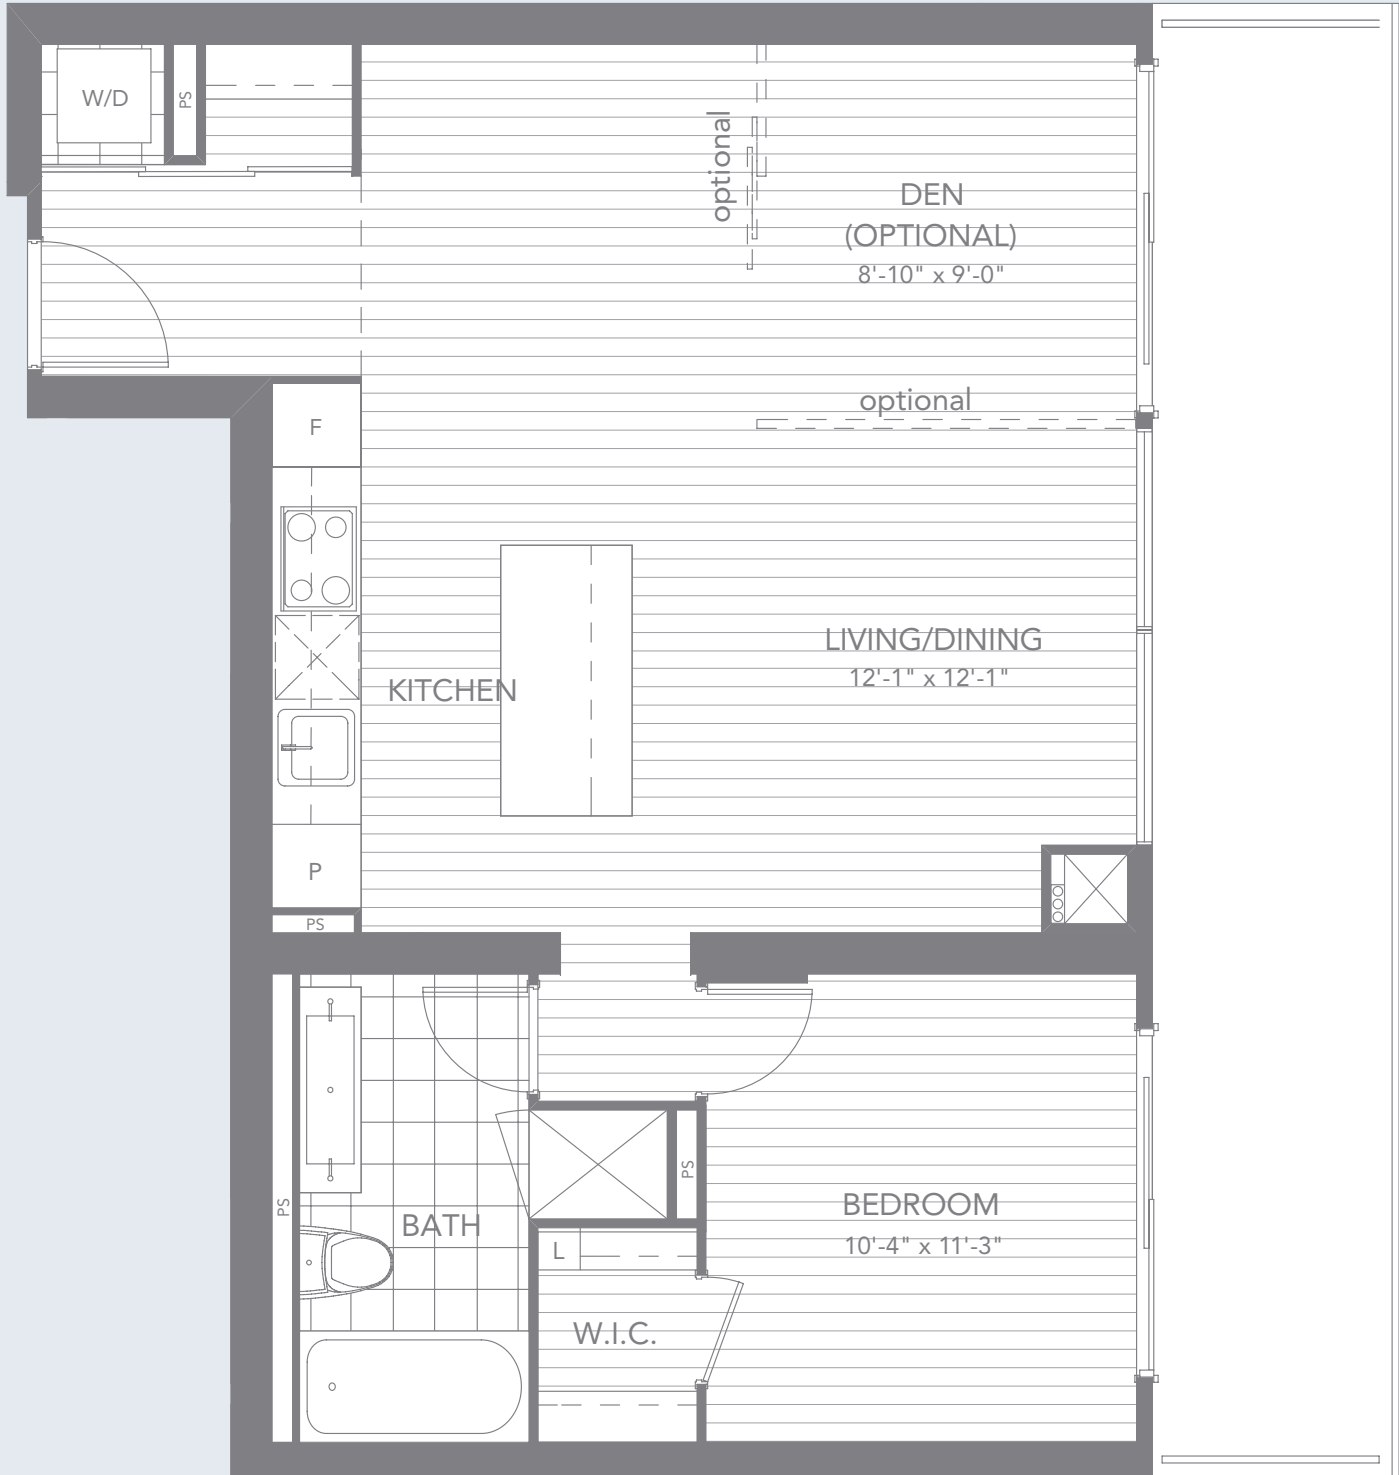 W/D
PS
optional
DEN
(OPTIONAL)
8'-10" x 9'-0"
optional
F
LIVING/DINING
12'-1" x 12'-1"
KITCHEN
P
PS
PS
PS
BATH
BEDROOM
10'-4" x 11'-3"
L
W.I.C.